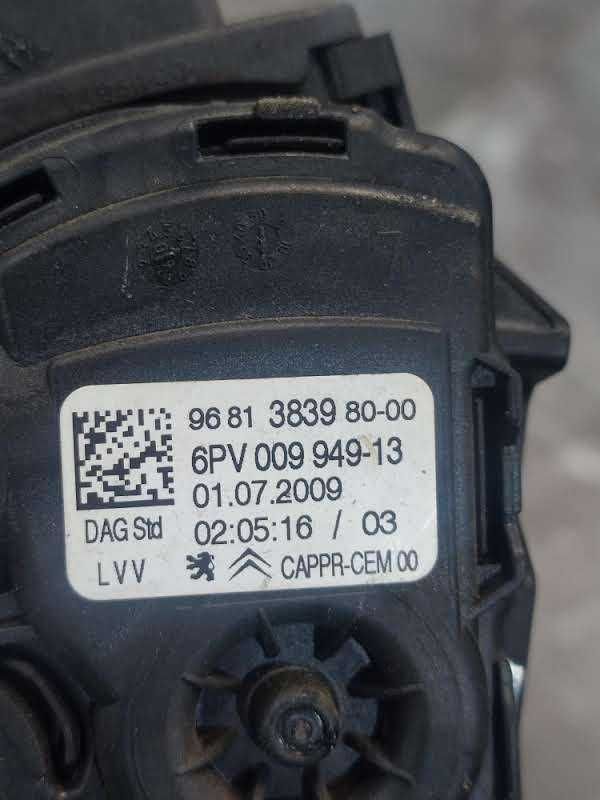 96 81 3839 80-00
6PV 009 949-13
01.07.2009
DAG Std 02:05:16 / 03
LVV CAPPR-CEM 00